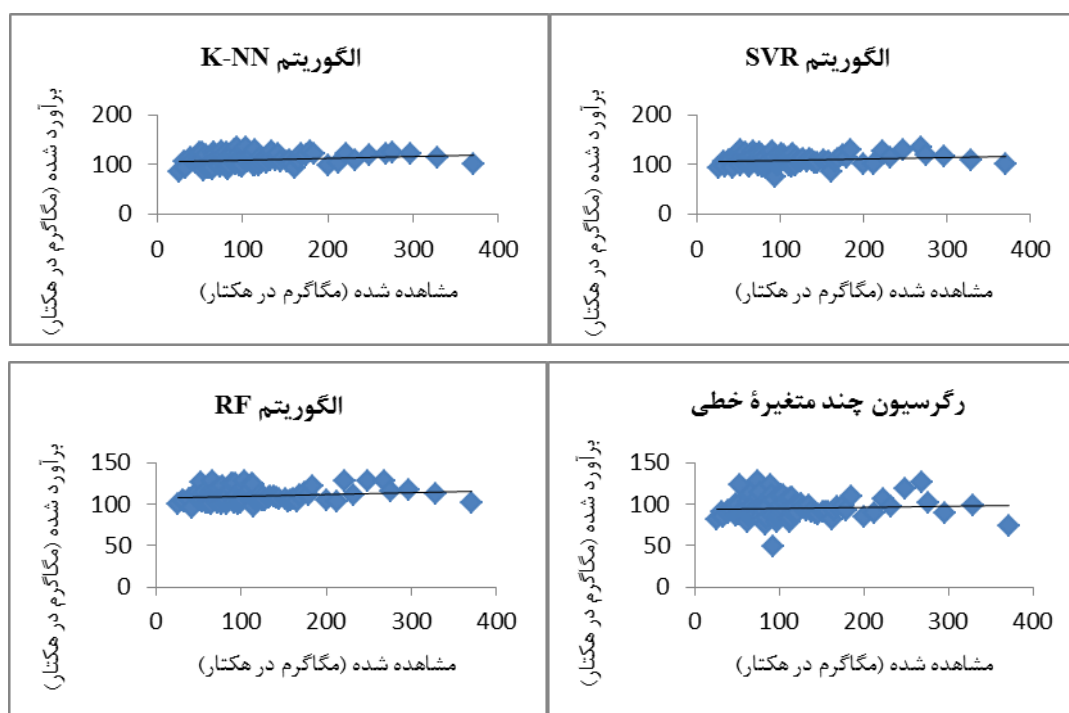 الگوریتم K-NN
برآورد شده (مگاگرم در هکتار)
200
100
0
0 100 200 300 400
مشاهده شده (مگاگرم در هکتار)
الگوریتم SVR
برآورد شده (مگاگرم در هکتار)
200
100
0
0 100 200 300 400
مشاهده شده (مگاگرم در هکتار)
الگوریتم RF
برآورد شده (مگاگرم در هکتار)
150
100
50
0
0 100 200 300 400
مشاهده شده (مگاگرم در هکتار)
رگرسیون چند متغیرۀ خطی
برآورد شده (مگاگرم در هکتار)
150
100
50
0
0 100 200 300 400
مشاهده شده (مگاگرم در هکتار)